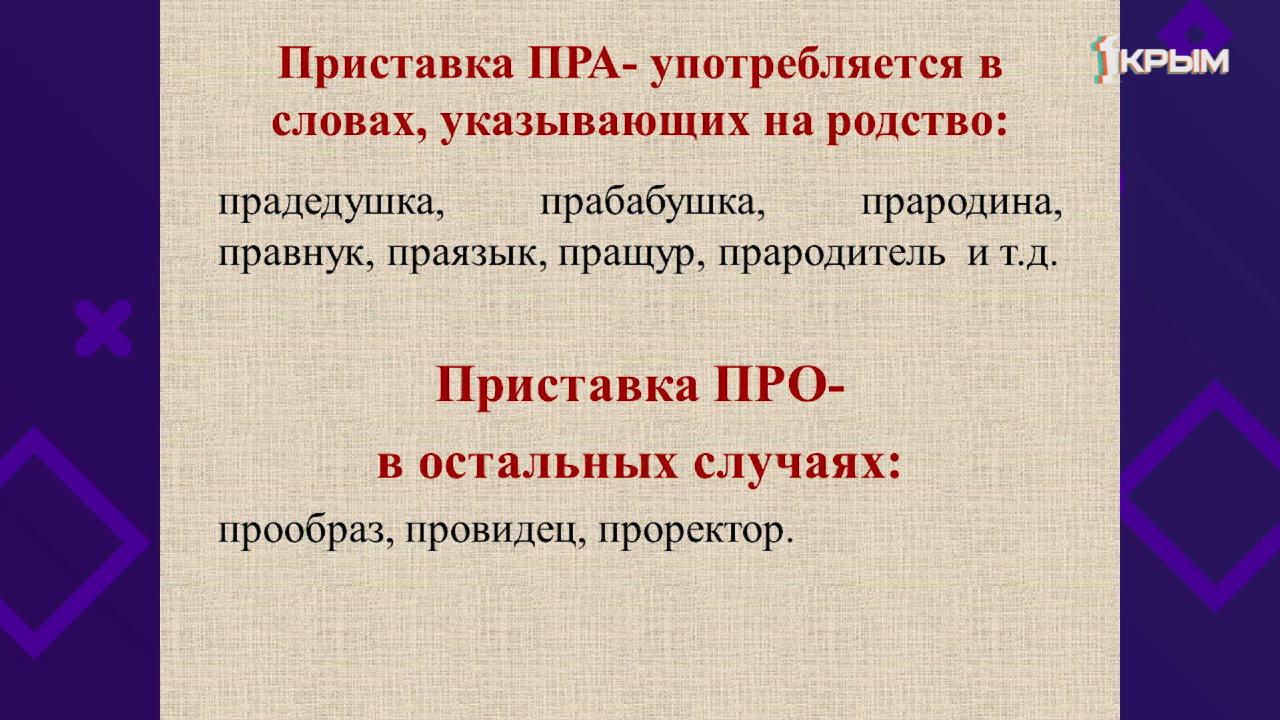 Приставка ПРА- употребляется в
словах, указывающих на родство:
прадедушка, прабабушка, прародина,
правнук, праязык, пращур, прародитель и т.д.
Приставка ПРО-
в остальных случаях:
прообраз, провидец, проректор.
1КРЫМ